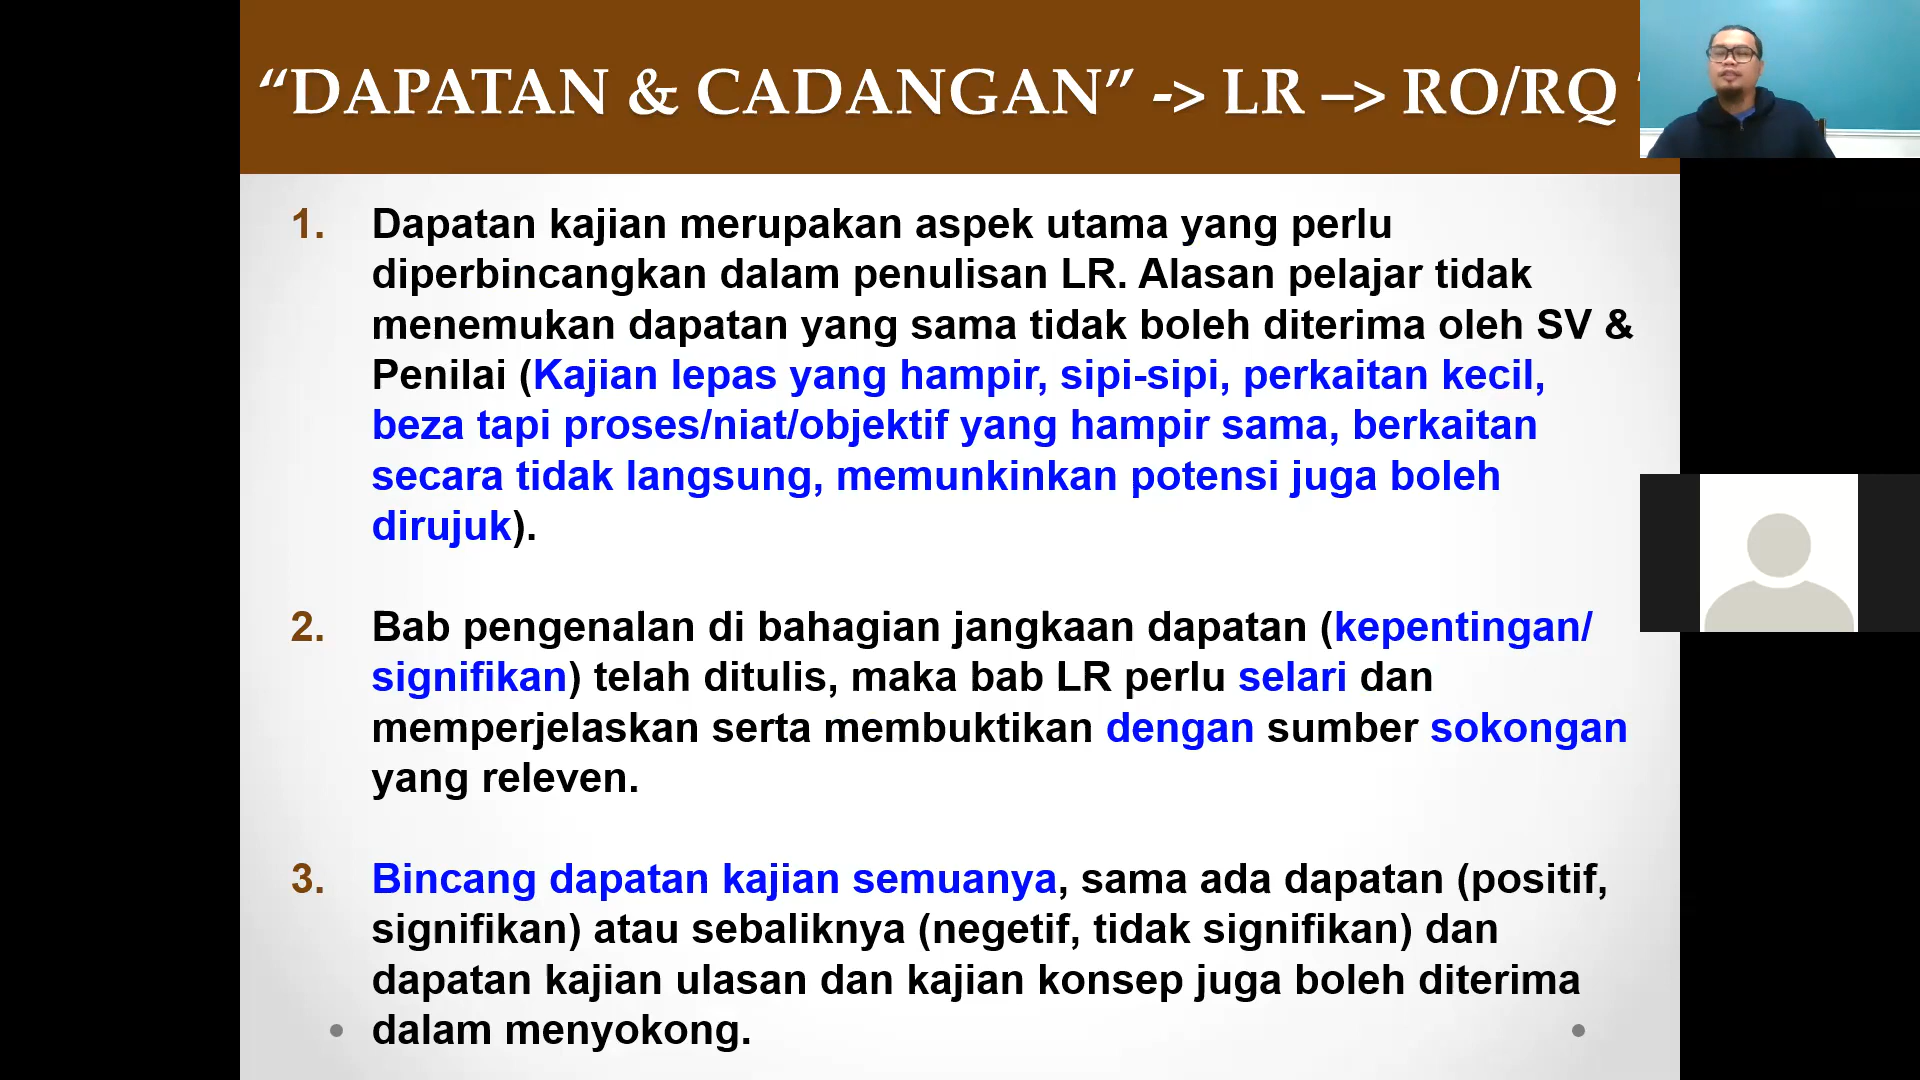 “DAPATAN & CADANGAN” -> LR –> RO/RQ
1. Dapatan kajian merupakan aspek utama yang perlu
diperbincangkan dalam penulisan LR. Alasan pelajar tidak
menemukan dapatan yang sama tidak boleh diterima oleh SV &
Penilai (Kajian lepas yang hampir, sipi-sipi, perkaitan kecil,
beza tapi proses/niat/objektif yang hampir sama, berkaitan
secara tidak langsung, memunkinkan potensi juga boleh
dirujuk).
2. Bab pengenalan di bahagian jangkaan dapatan (kepentingan/
signifikan) telah ditulis, maka bab LR perlu selari dan
memperjelaskan serta membuktikan dengan sumber sokongan
yang releven.
3. Bincang dapatan kajian semuanya, sama ada dapatan (positif,
signifikan) atau sebaliknya (negetif, tidak signifikan) dan
dapatan kajian ulasan dan kajian konsep juga boleh diterima
dalam menyokong.